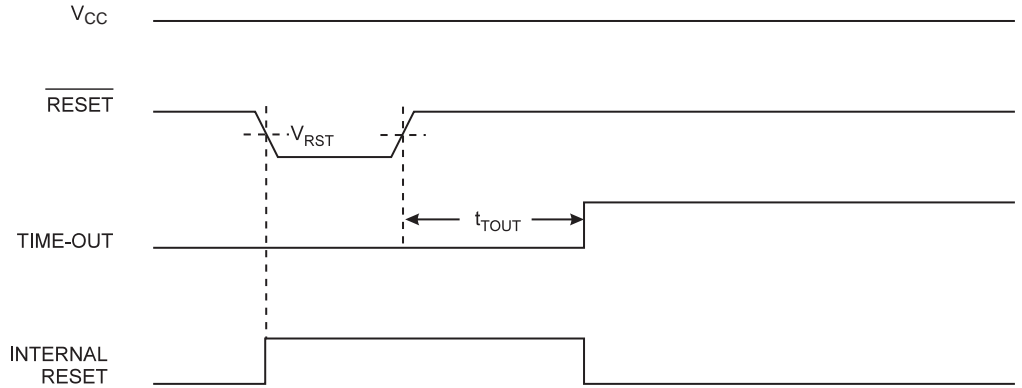 VCC
RESET
VRST
tTOUT
TIME-OUT
INTERNAL
RESET